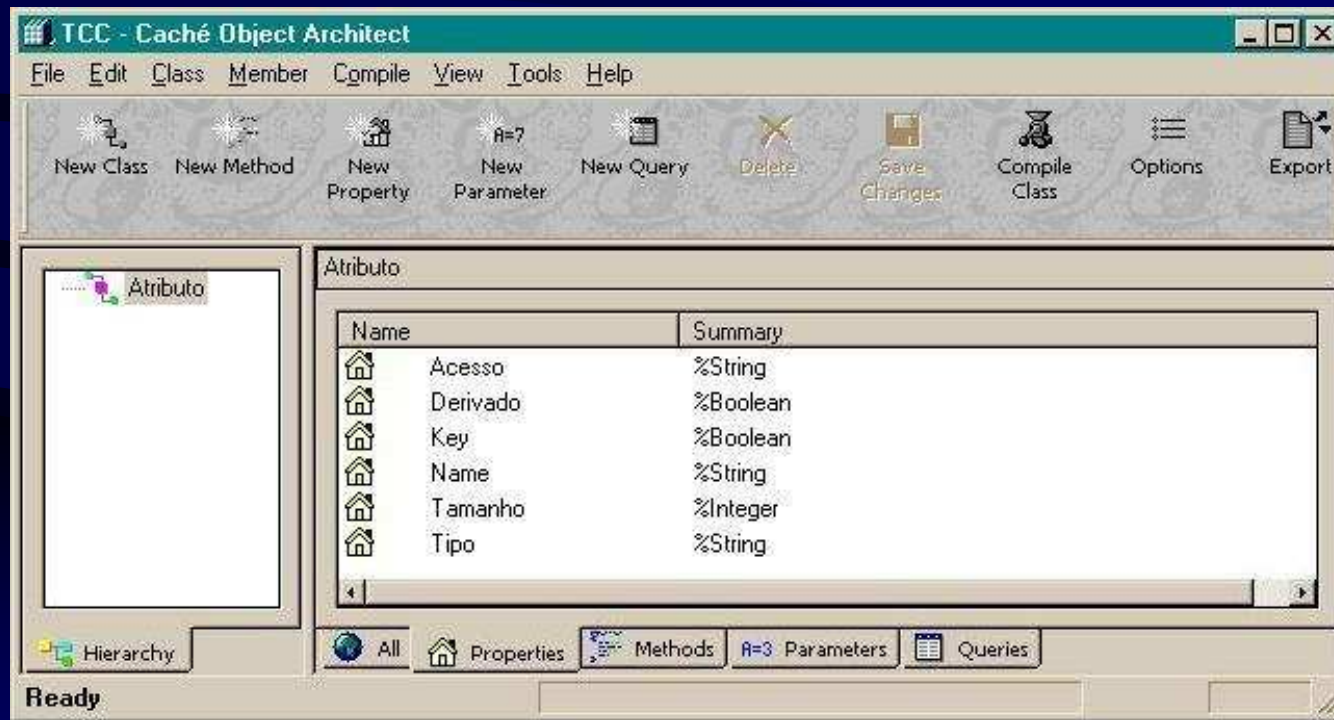 TCC - Caché Object Architect
File Edit Class Member Compile View Tools Help
New Class
New Method
New Property
A=7
New Parameter
New Query
Delete
Save Changes
Compile Class
Options
Export
Atributo
Atributo
Name Summary
Acesso %String
Derivado %Boolean
Key %Boolean
Name %String
Tamanho %Integer
Tipo %String
Hierarchy
All Properties Methods A=3 Parameters Queries
Ready